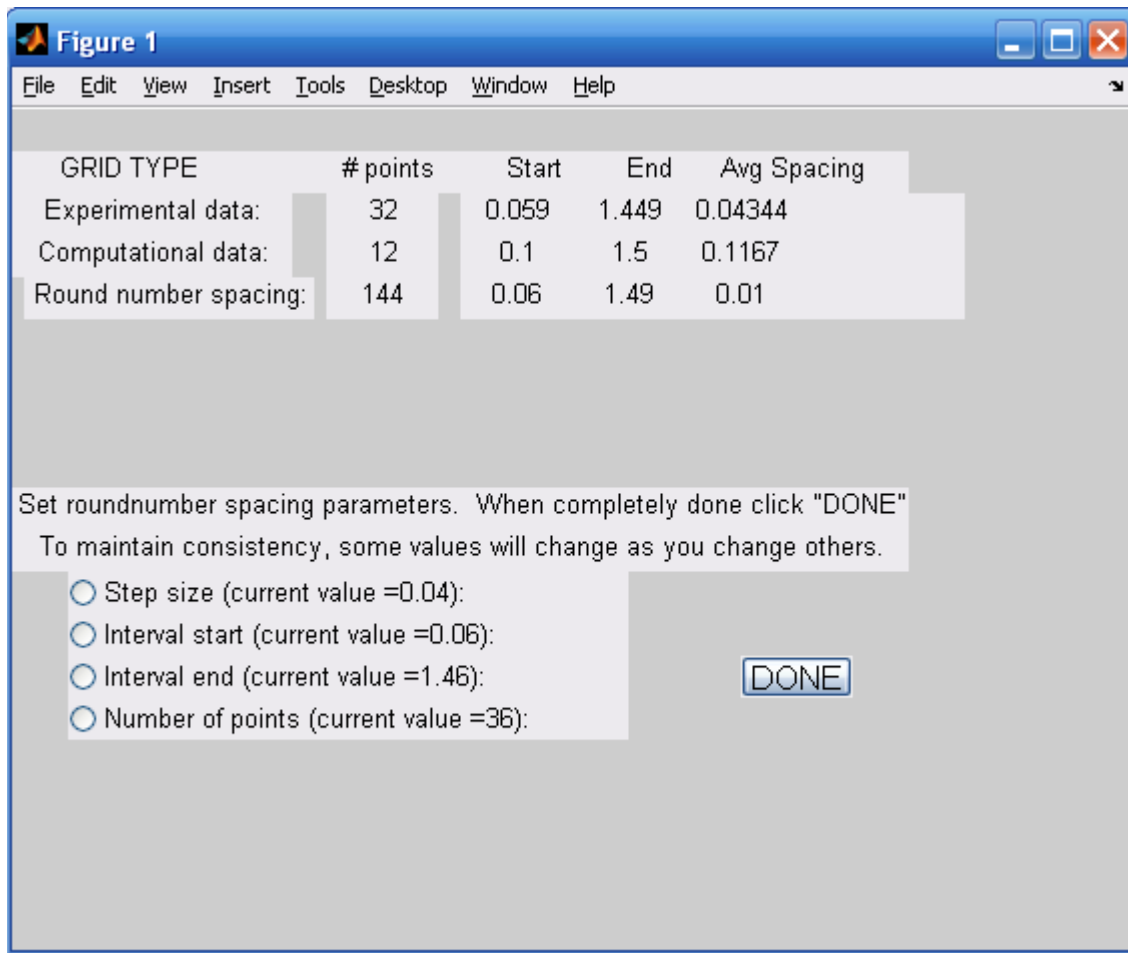 Figure 1
File Edit View Insert Tools Desktop Window Help
GRID TYPE # points Start End Avg Spacing
Experimental data: 32 0.059 1.449 0.04344
Computational data: 12 0.1 1.5 0.1167
Round number spacing: 144 0.06 1.49 0.01
Set roundnumber spacing parameters. When completely done click "DONE"
To maintain consistency, some values will change as you change others.
Step size (current value =0.04):
Interval start (current value =0.06):
Interval end (current value =1.46):
DONE
Number of points (current value =36):